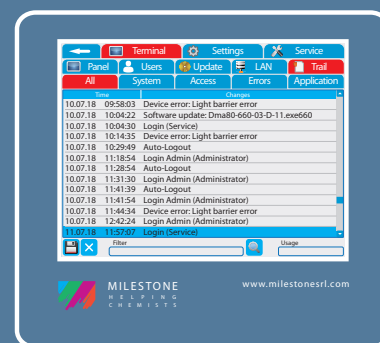 Terminal Settings Service
Panel Users Update LAN Trail
All System Access Errors Application
Time Changes
10.07.18 09:58:03 Device error: Light barrier error
10.07.18 10:04:22 Software update: Dma80-660-03-D-11.exe660
10.07.18 10:04:30 Login (Service)
10.07.18 10:14:35 Device error: Light barrier error
10.07.18 10:29:49 Auto-Logout
10.07.18 11:18:54 Login Admin (Administrator)
10.07.18 11:28:54 Auto-Logout
10.07.18 11:31:30 Login Admin (Administrator)
10.07.18 11:41:39 Auto-Logout
10.07.18 11:41:54 Login Admin (Administrator)
10.07.18 11:44:34 Device error: Light barrier error
10.07.18 12:42:24 Login Admin (Administrator)
11.07.18 11:57:07 Login (Service)
Filter Usage
MILESTONE
HELPING
CHEMISTS
www.milestonesrl.com